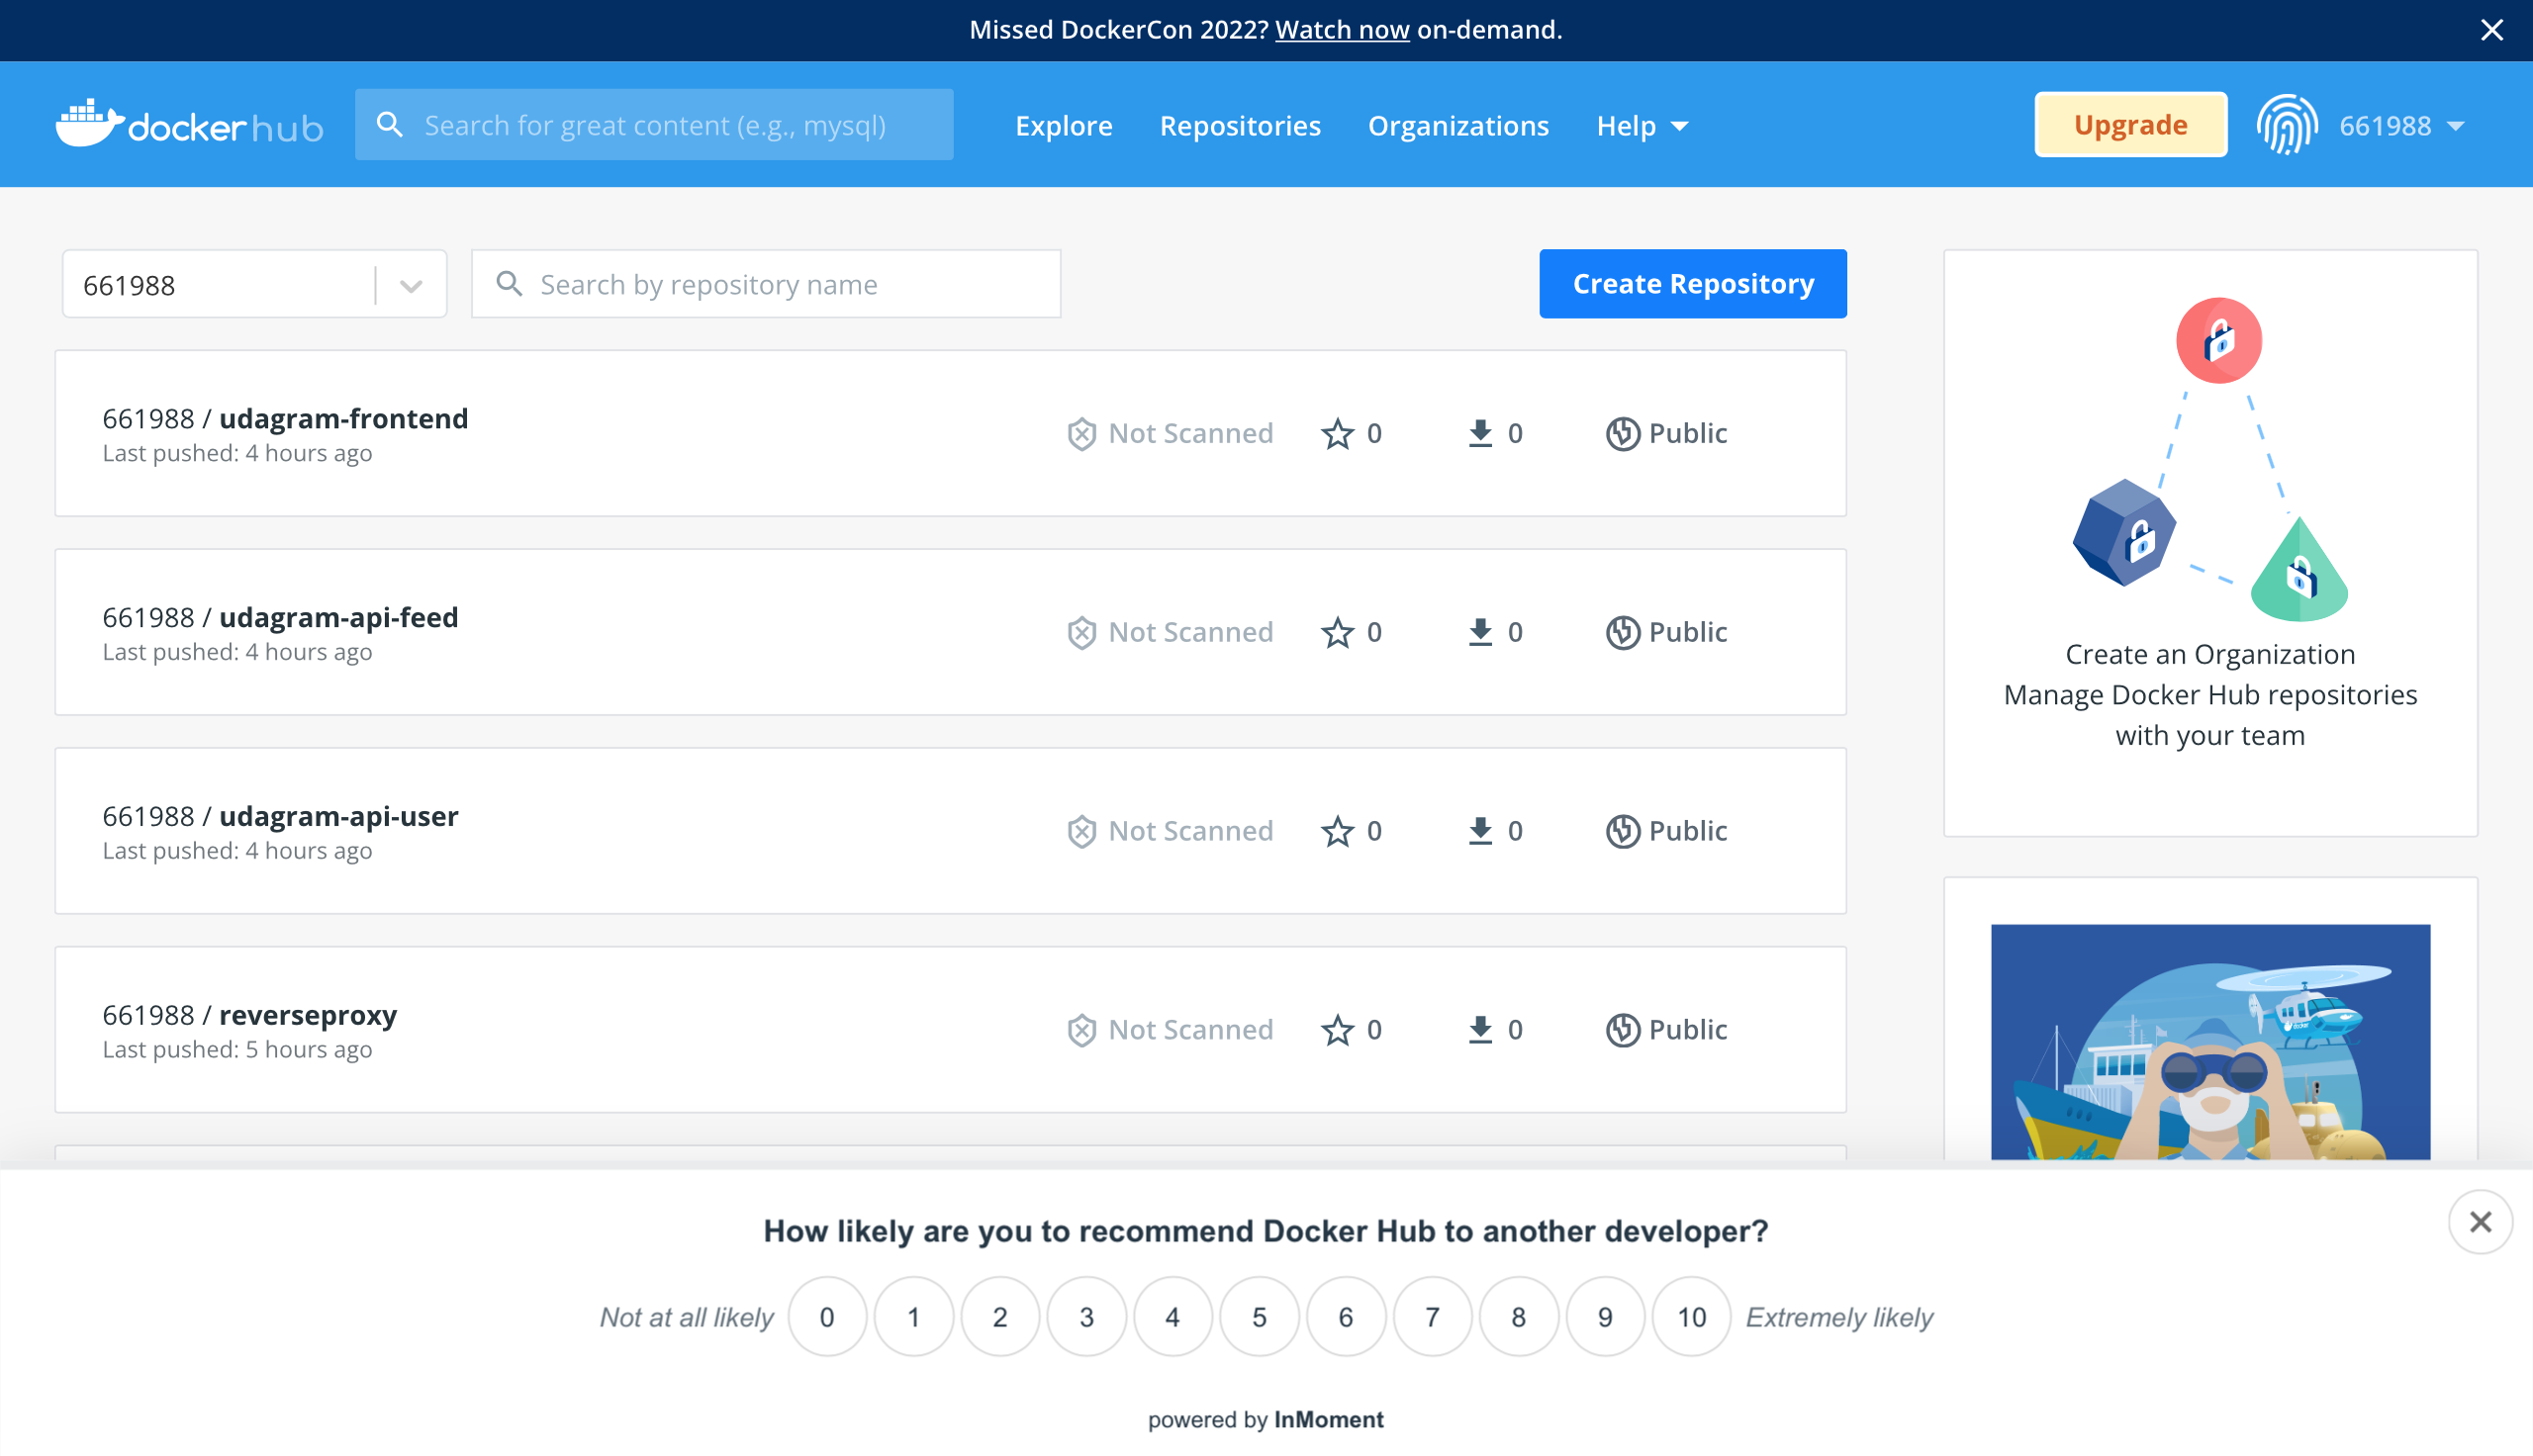 Missed DockerCon 2022? Watch now on-demand.
docker hub
Search for great content (e.g., mysql)
Explore
Repositories
Organizations
Help
Upgrade
661988
661988
Search by repository name
Create Repository
661988 / udagram-frontend
Last pushed: 4 hours ago
Not Scanned
0
0
Public
661988 / udagram-api-feed
Last pushed: 4 hours ago
Not Scanned
0
0
Public
661988 / udagram-api-user
Last pushed: 4 hours ago
Not Scanned
0
0
Public
661988 / reverseproxy
Last pushed: 5 hours ago
Not Scanned
0
0
Public
Create an Organization
Manage Docker Hub repositories
with your team
docker
How likely are you to recommend Docker Hub to another developer?
Not at all likely 0 1 2 3 4 5 6 7 8 9 10 Extremely likely
powered by InMoment